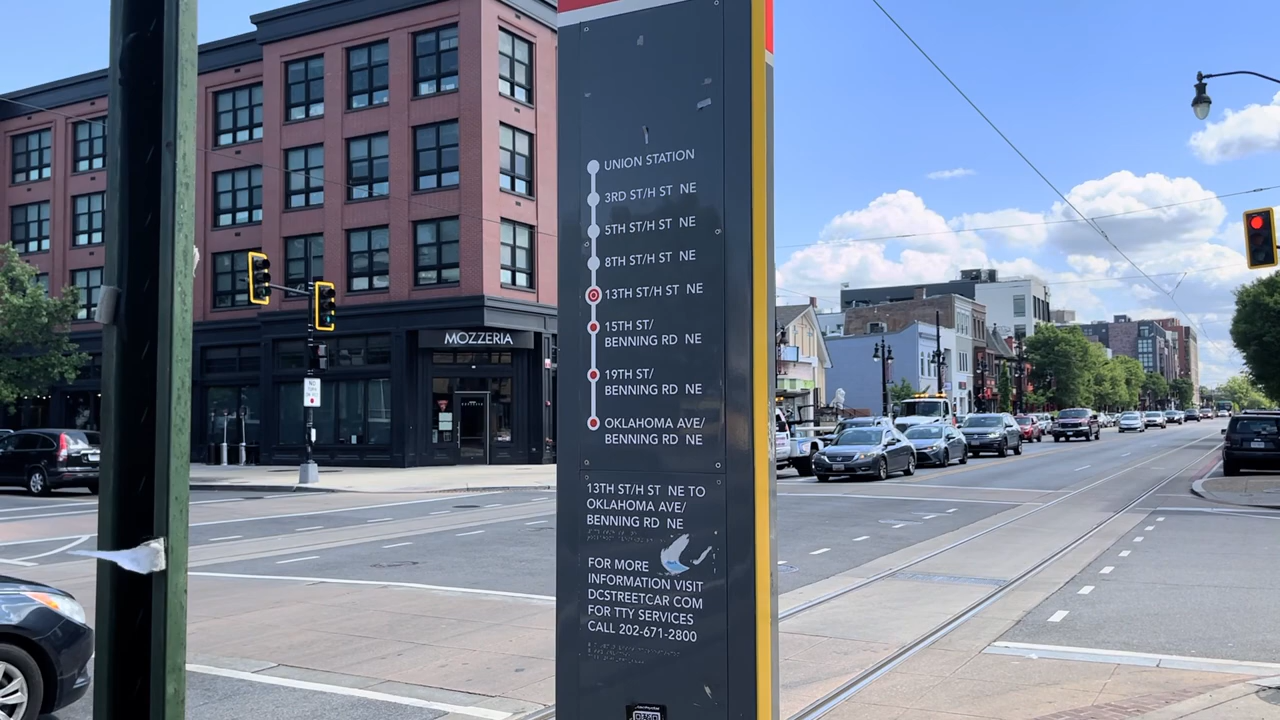 UNION STATION
3RD ST/H ST NE
5TH ST/H ST NE
8TH ST/H ST NE
13TH ST/H ST NE
15TH ST/
BENNING RD NE
19TH ST/
BENNING RD NE
OKLAHOMA AVE/
BENNING RD NE
13TH ST/H ST NE TO
OKLAHOMA AVE/
BENNING RD NE
FOR MORE
INFORMATION VISIT
DCSTREETCAR COM
FOR TTY SERVICES
CALL 202-671-2800
MOZZERIA
NO